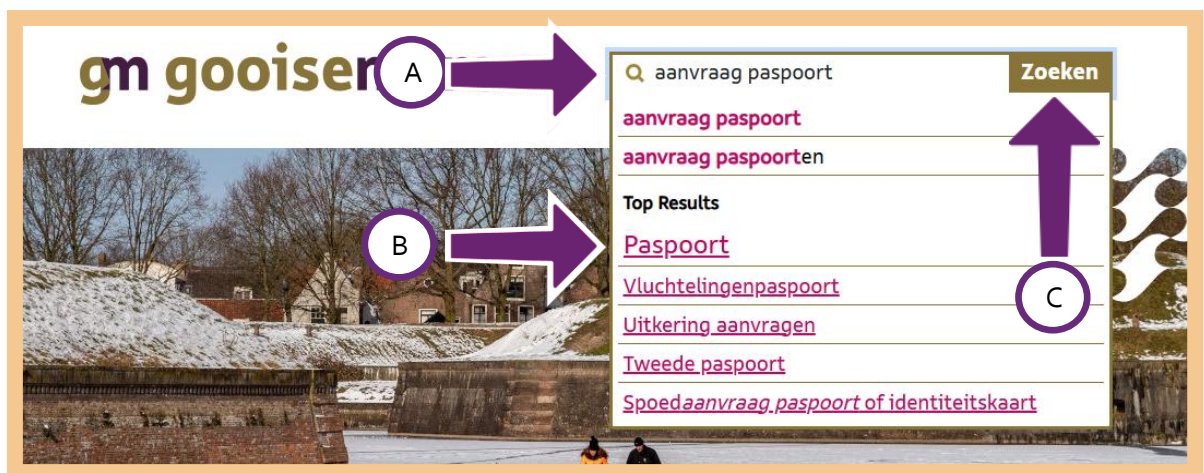 gm gooisem
A
aanvraag paspoort
Zoeken
aanvraag paspoort
aanvraag paspoorten
Top Results
B
Paspoort
Vluchtelingenpaspoort
C
Uitkering aanvragen
Tweede paspoort
Spoedaanvraag paspoort of identiteitskaart